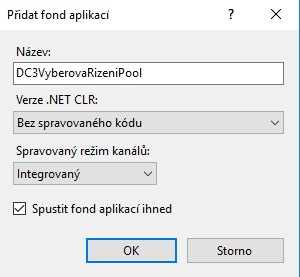 Přidat fond aplikací
?
Název:
DC3VyberovaRizeniPool
Verze .NET CLR:
Bez spravovaného kódu
Spravovaný režim kanálů:
Integrovaný
Spustit fond aplikací ihned
OK
Storno